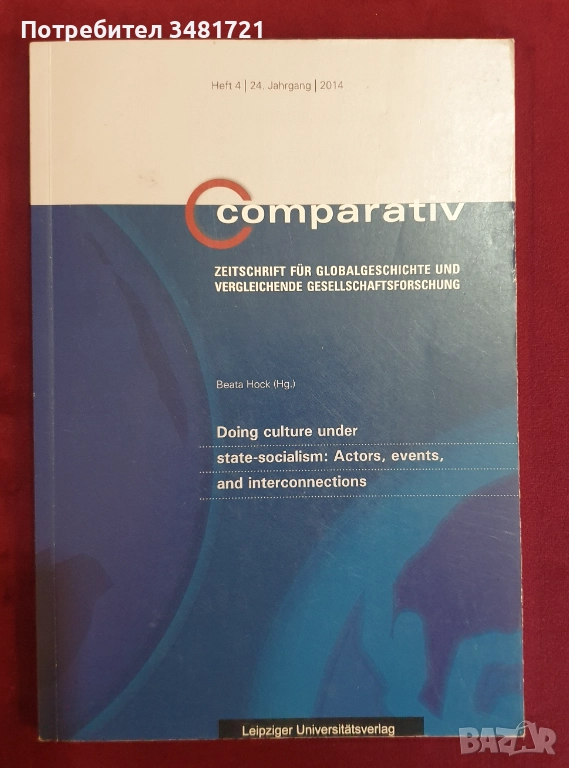 Потребител 3481721
Heft 4 | 24. Jahrgang | 2014
comparativ
ZEITSCHRIFT FÜR GLOBALGESCHICHTE UND
VERGLEICHENDE GESELLSCHAFTSFORSCHUNG
Beata Hock (Hg.)
Doing culture under
state-socialism: Actors, events,
and interconnections
Leipziger Universitätsverlag
BAZAR